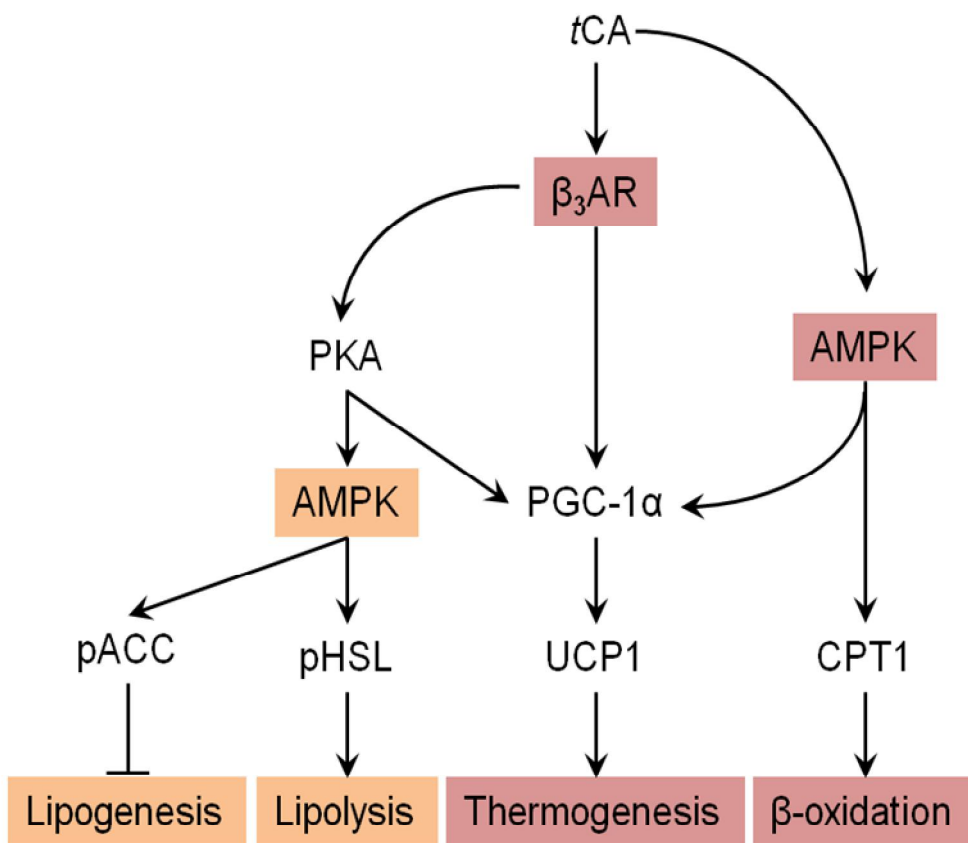 tCA
β₃AR
PKA
AMPK
AMPK
PGC-1α
pACC
pHSL
UCP1
CPT1
Lipogenesis
Lipolysis
Thermogenesis
β-oxidation